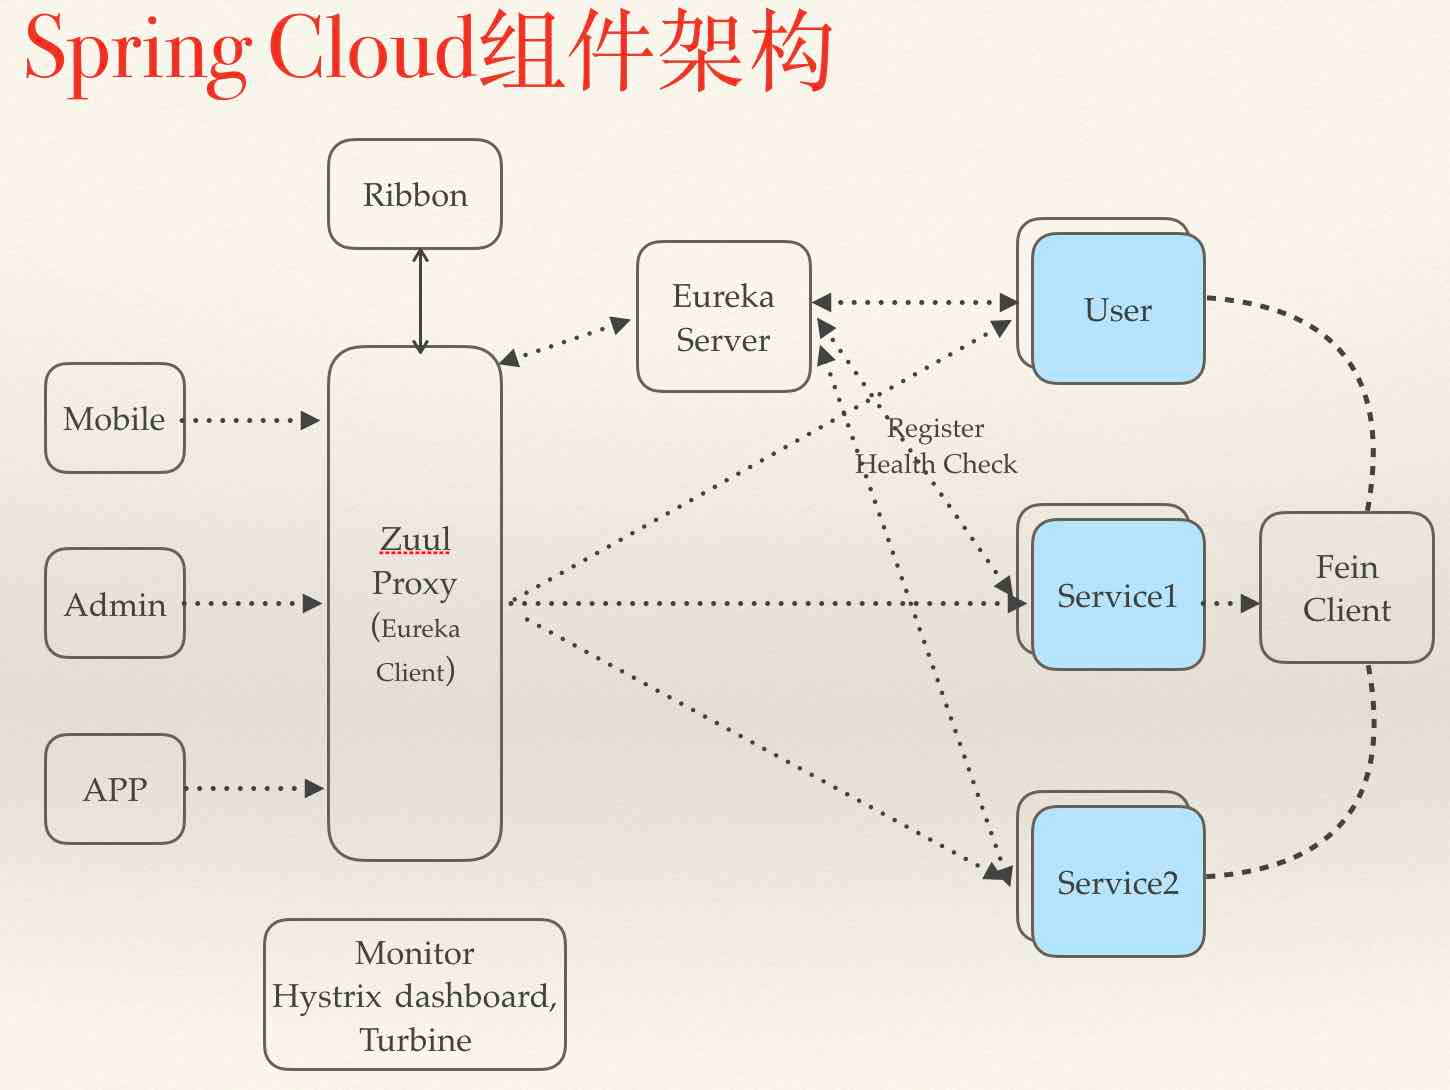 Spring Cloud组件架构
Ribbon
Eureka
Server
User
Mobile
Register
Health Check
Zuul
Proxy
(Eureka
Client)
Admin
Service1
Fein
Client
APP
Service2
Monitor
Hystrix dashboard,
Turbine